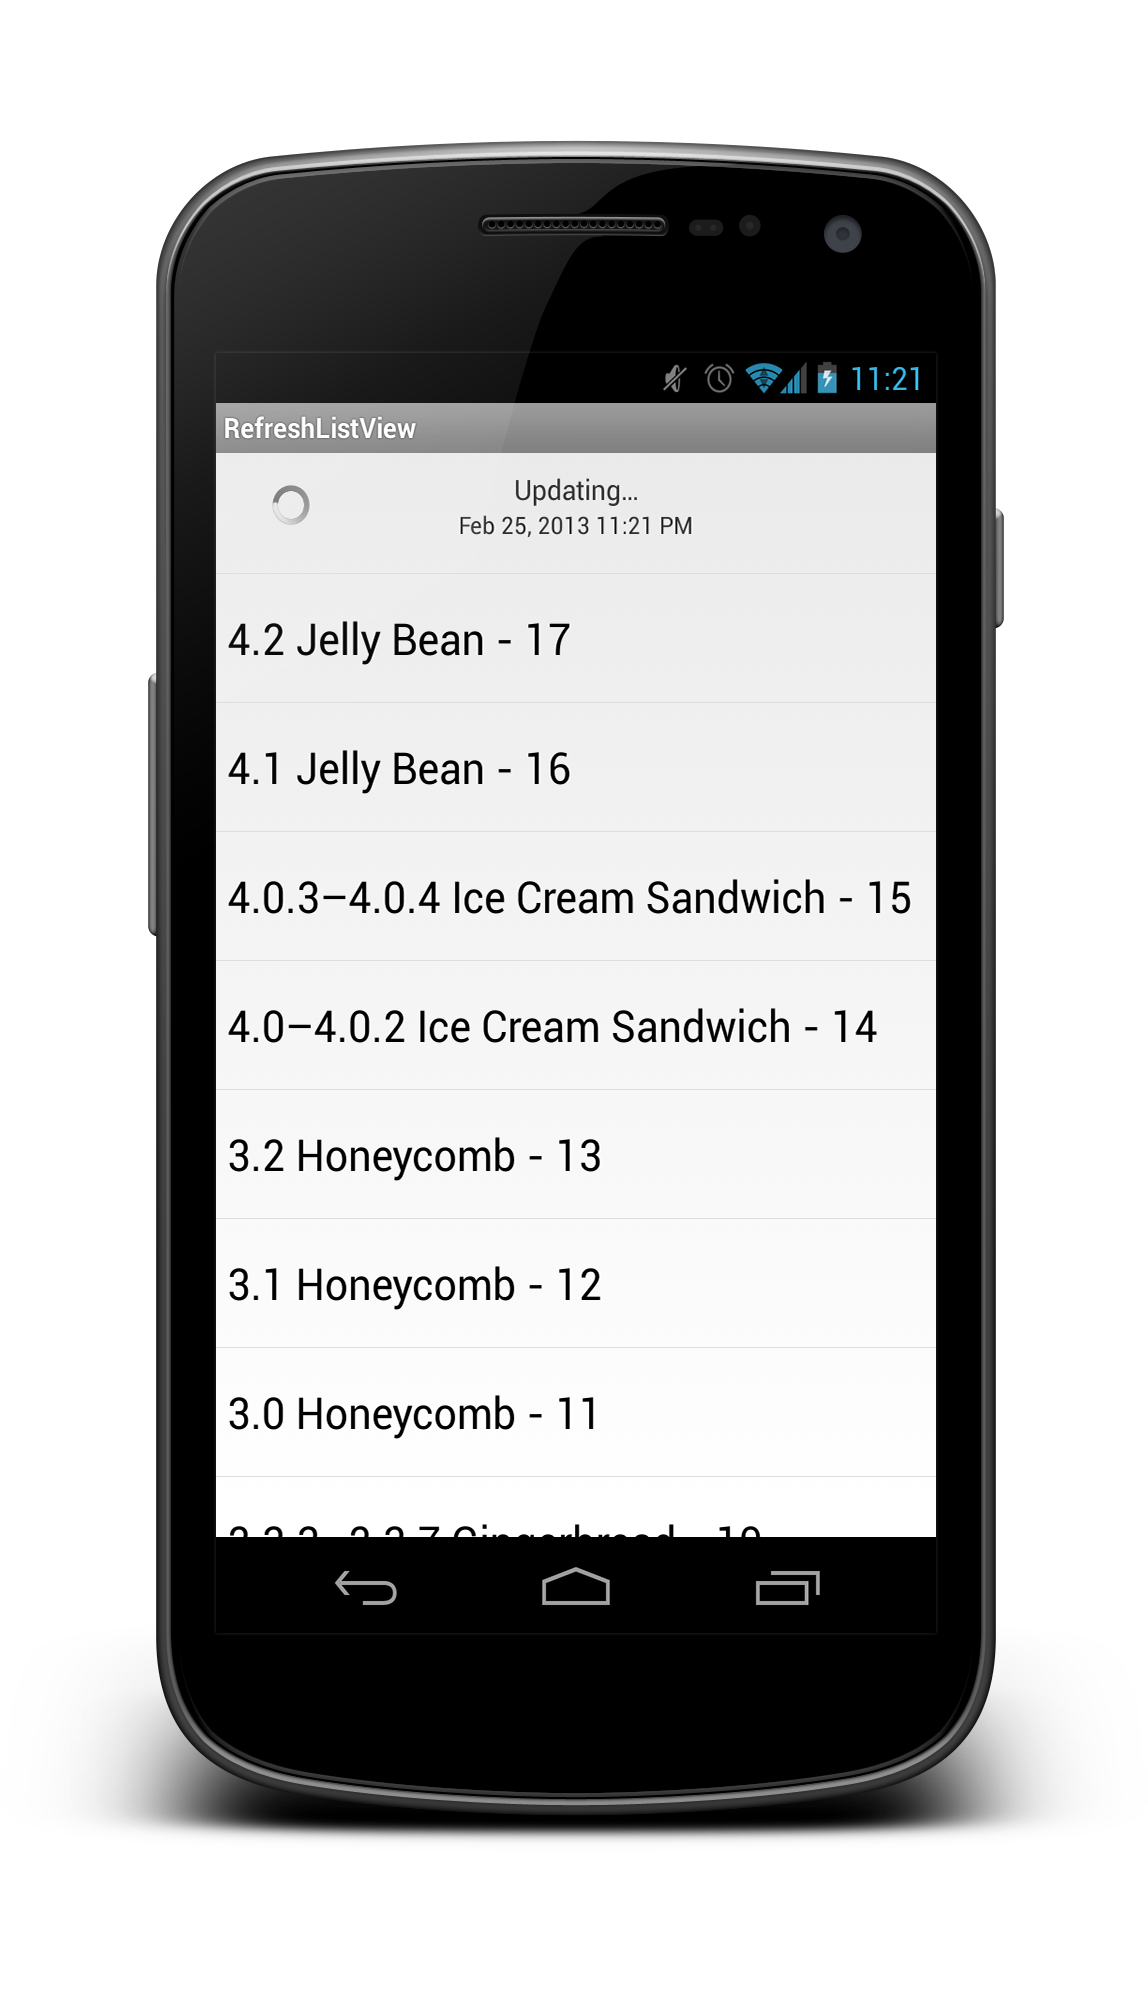 11:21
RefreshListView
Updating...
Feb 25, 2013 11:21 PM
4.2 Jelly Bean - 17
4.1 Jelly Bean - 16
4.0.3–4.0.4 Ice Cream Sandwich - 15
4.0–4.0.2 Ice Cream Sandwich - 14
3.2 Honeycomb - 13
3.1 Honeycomb - 12
3.0 Honeycomb - 11
Gingerbread - 10